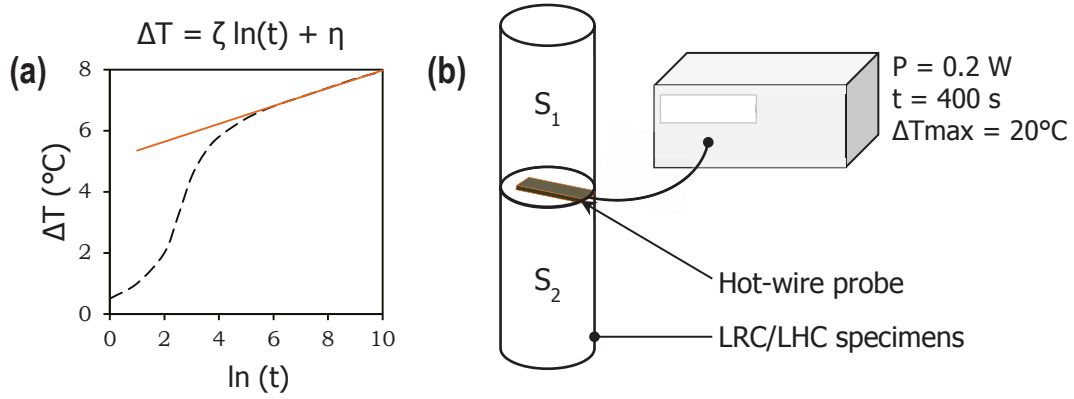 ΔT = ζ ln(t) + η
(a)
8
6
4
2
0
0 2 4 6 8 10
ΔT (°C)
ln (t)
(b)
S₁
S₂
P = 0.2 W
t = 400 s
ΔTmax = 20°C
Hot-wire probe
LRC/LHC specimens